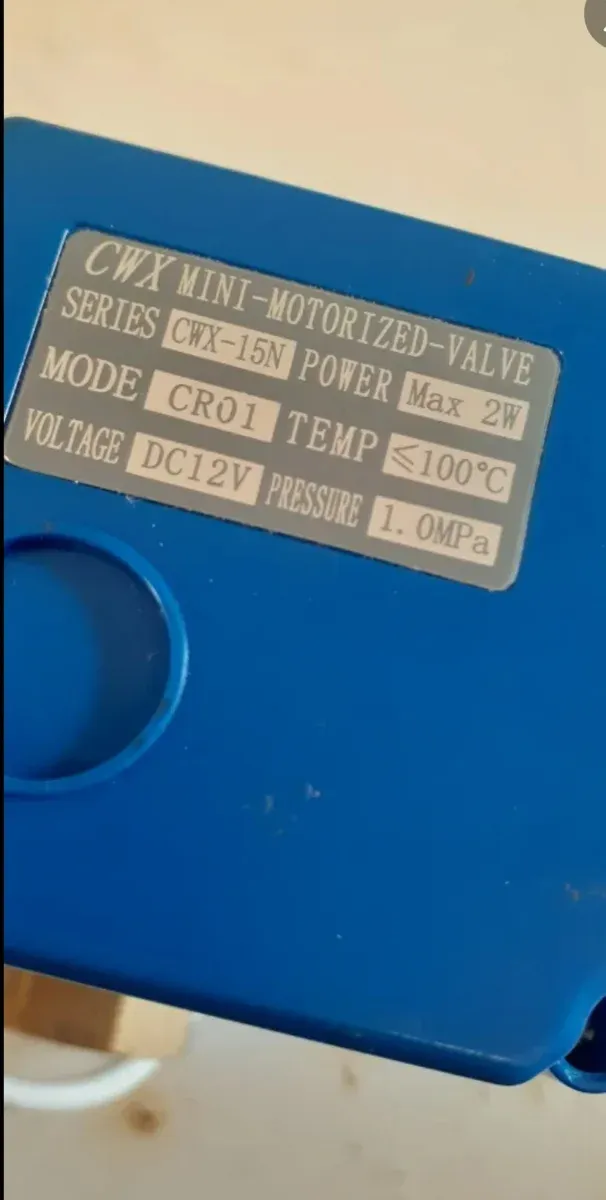 CWX MINI-MOTORIZED-VALVE
SERIES CWX-15N POWER Max 2W
MODE CR01 TEMP ≤100℃
VOLTAGE DC12V PRESSURE 1.0MPa